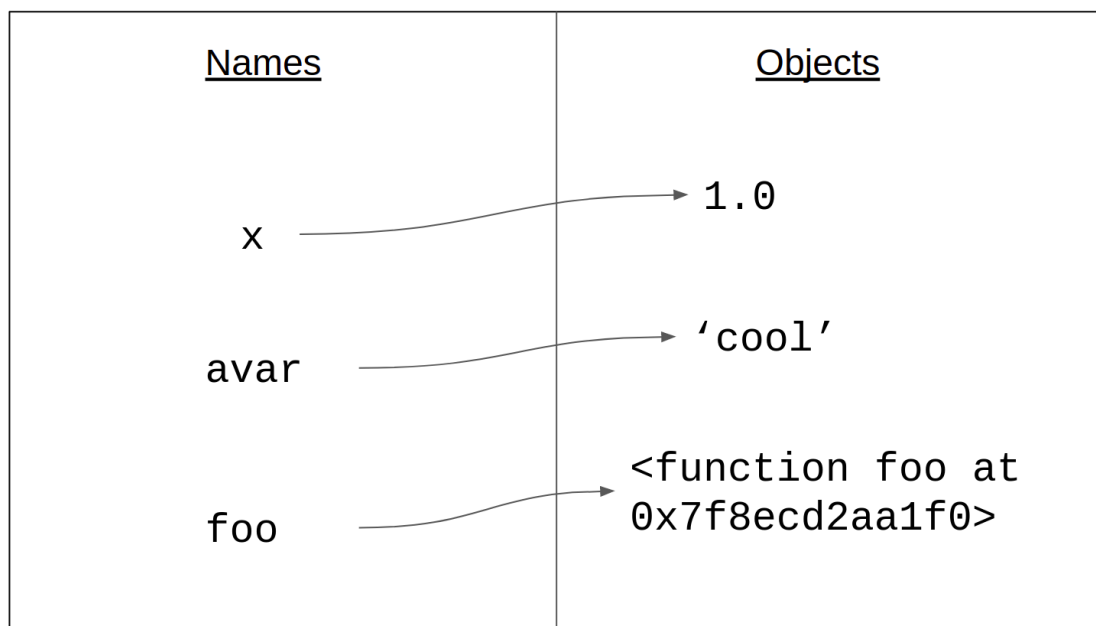 Names
Objects
x
1.0
avar
‘cool’
foo
<function foo at
0x7f8ecd2aa1f0>